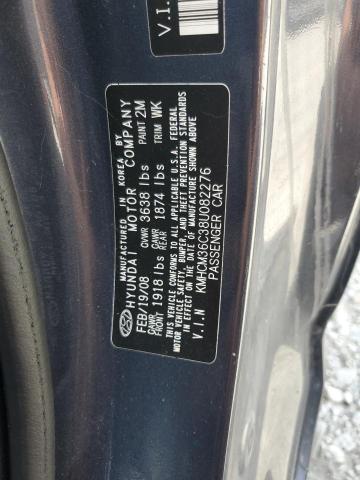 MANUFACTURED IN KOREA BY
HYUNDAI MOTOR COMPANY
FEB/19/08 GVWR 3638 lbs PAINT 2M
GAWR FRONT 1918 lbs GAWR REAR 1874 lbs TRIM WK
THIS VEHICLE CONFORMS TO ALL APPLICABLE U.S.A. FEDERAL
MOTOR VEHICLE SAFETY, BUMPER, AND THEFT PREVENTION STANDARDS
IN EFFECT ON THE DATE OF MANUFACTURE SHOWN ABOVE
V.I.N KMHCM36C38U082276
PASSENGER CAR
V.I.